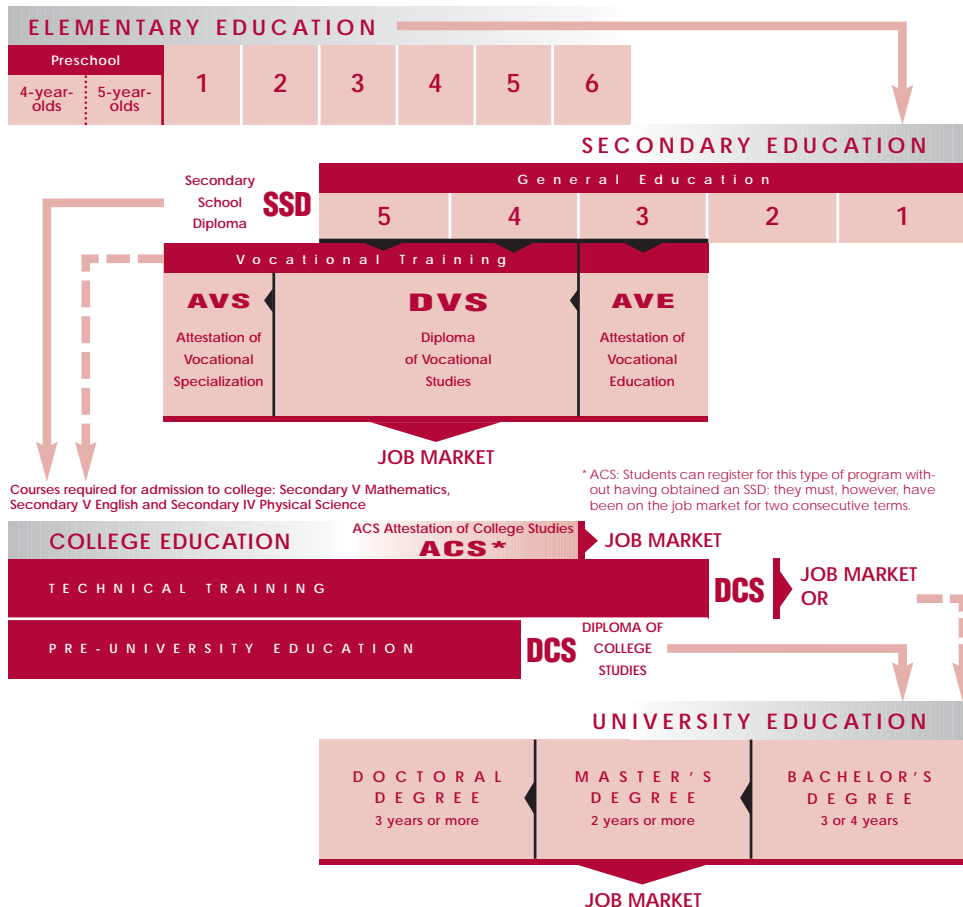 ELEMENTARY EDUCATION
Preschool
4-year-
olds
5-year-
olds
1
2
3
4
5
6
SECONDARY EDUCATION
General Education
Secondary
School
Diploma
SSD
5
4
3
2
1
Vocational Training
AVS
Attestation of
Vocational
Specialization
DVS
Diploma
of Vocational
Studies
AVE
Attestation of
Vocational
Education
JOB MARKET
Courses required for admission to college: Secondary V Mathematics,
Secondary V English and Secondary IV Physical Science
* ACS: Students can register for this type of program with-
out having obtained an SSD; they must, however, have
been on the job market for two consecutive terms.
COLLEGE EDUCATION
ACS Attestation of College Studies
ACS*
JOB MARKET
TECHNICAL TRAINING
DCS
JOB MARKET
OR
PRE-UNIVERSITY EDUCATION
DCS
DIPLOMA OF
COLLEGE
STUDIES
UNIVERSITY EDUCATION
DOCTORAL
DEGREE
3 years or more
MASTER'S
DEGREE
2 years or more
BACHELOR'S
DEGREE
3 or 4 years
JOB MARKET